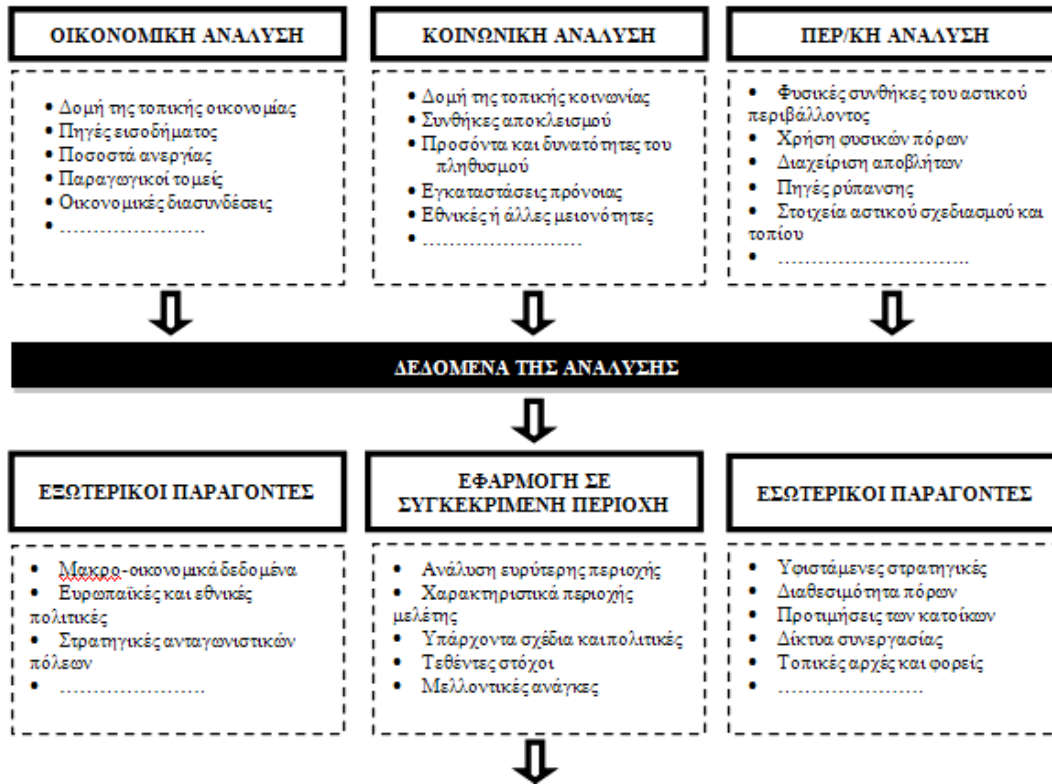 ΟΙΚΟΝΟΜΙΚΗ ΑΝΑΛΥΣΗ
• Δομή της τοπικής οικονομίας
• Πηγές εισοδήματος
• Ποσοστά ανεργίας
• Παραγωγικοί τομείς
• Οικονομικές διασυνδέσεις
• ………………….
ΚΟΙΝΩΝΙΚΗ ΑΝΑΛΥΣΗ
• Δομή της τοπικής κοινωνίας
• Συνθήκες αποκλεισμού
• Προσόντα και δυνατότητες του
πληθυσμού
• Εγκαταστάσεις πρόνοιας
• Εθνικές ή άλλες μειονότητες
• …………………….
ΠΕΡ/ΚΗ ΑΝΑΛΥΣΗ
• Φυσικές συνθήκες του αστικού
περιβάλλοντος
• Χρήση φυσικών πόρων
• Διαχείριση αποβλήτων
• Πηγές ρύπανσης
• Στοιχεία αστικού σχεδιασμού και
τοπίου
• ………………………..
ΔΕΔΟΜΕΝΑ ΤΗΣ ΑΝΑΛΥΣΗΣ
ΕΞΩΤΕΡΙΚΟΙ ΠΑΡΑΓΟΝΤΕΣ
• Μακρο-οικονομικά δεδομένα
• Ευρωπαϊκές και εθνικές
πολιτικές
• Στρατηγικές ανταγωνιστικών
πόλεων
• ………………….
ΕΦΑΡΜΟΓΗ ΣΕ
ΣΥΓΚΕΚΡΙΜΕΝΗ ΠΕΡΙΟΧΗ
• Ανάλυση ευρύτερης περιοχής
• Χαρακτηριστικά περιοχής
μελέτης
• Υπάρχοντα σχέδια και πολιτικές
• Τεθέντες στόχοι
• Μελλοντικές ανάγκες
ΕΣΩΤΕΡΙΚΟΙ ΠΑΡΑΓΟΝΤΕΣ
• Υφιστάμενες στρατηγικές
• Διαθεσιμότητα πόρων
• Προτιμήσεις των κατοίκων
• Δίκτυα συνεργασίας
• Τοπικές αρχές και φορείς
• ………………….